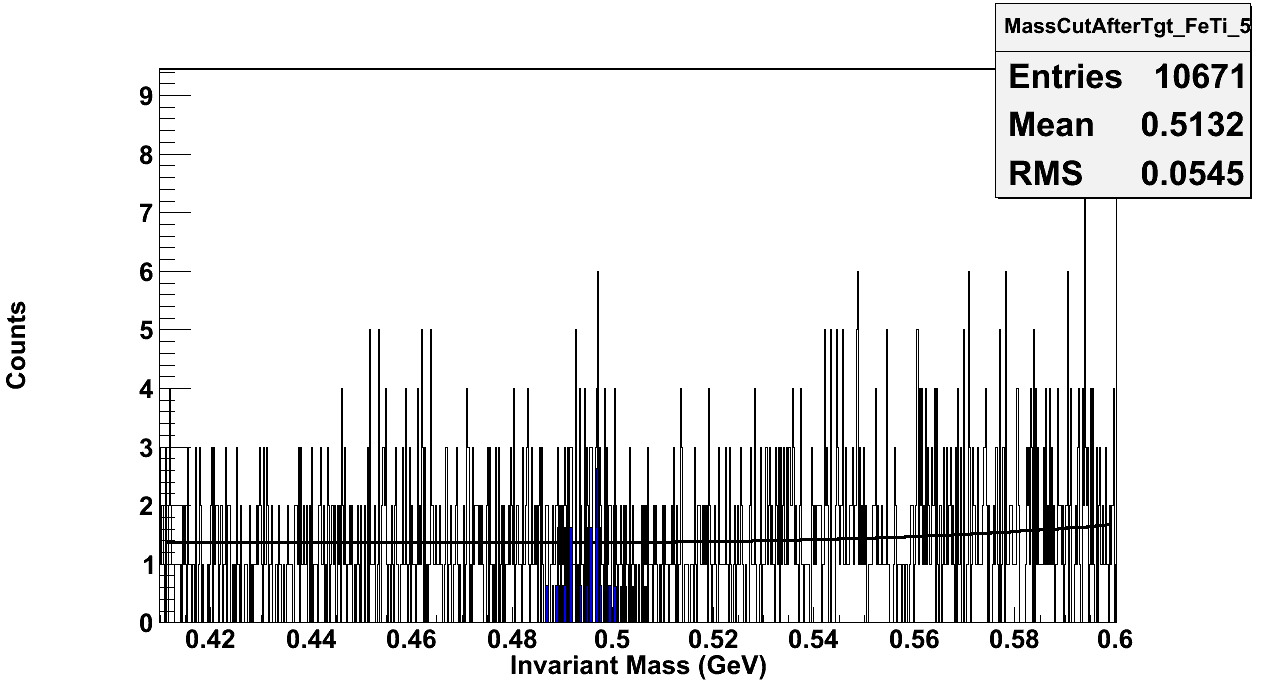 MassCutAfterTgt_FeTi_5
Entries 10671
Mean 0.5132
RMS 0.0545
Counts
9
8
7
6
5
4
3
2
1
0
0.42 0.44 0.46 0.48 0.5 0.52 0.54 0.56 0.58 0.6
Invariant Mass (GeV)